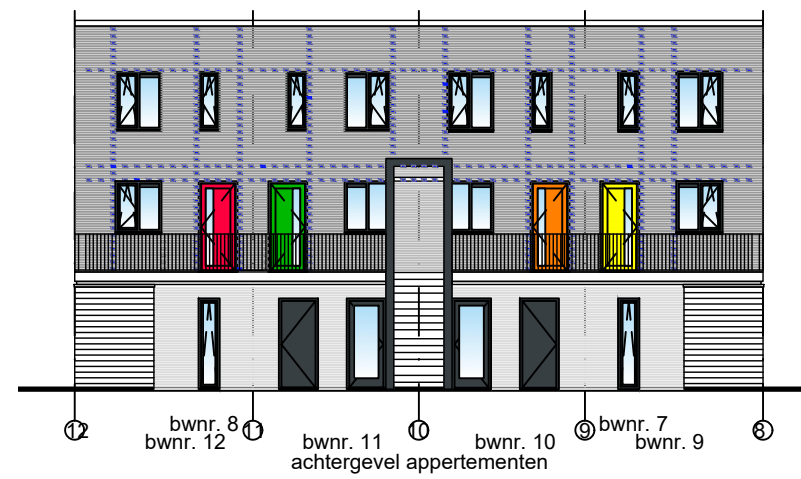 12 11 10 9 8
bwnr. 8 bwnr. 7
bwnr. 12 bwnr. 11 bwnr. 10 bwnr. 9
achtergevel appertementen